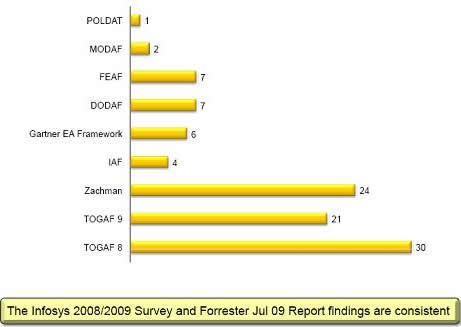 POLDAT 1
MODAF 2
FEAF 7
DODAF 7
Gartner EA Framework 6
IAF 4
Zachman 24
TOGAF 9 21
TOGAF 8 30
The Infosys 2008/2009 Survey and Forrester Jul 09 Report findings are consistent